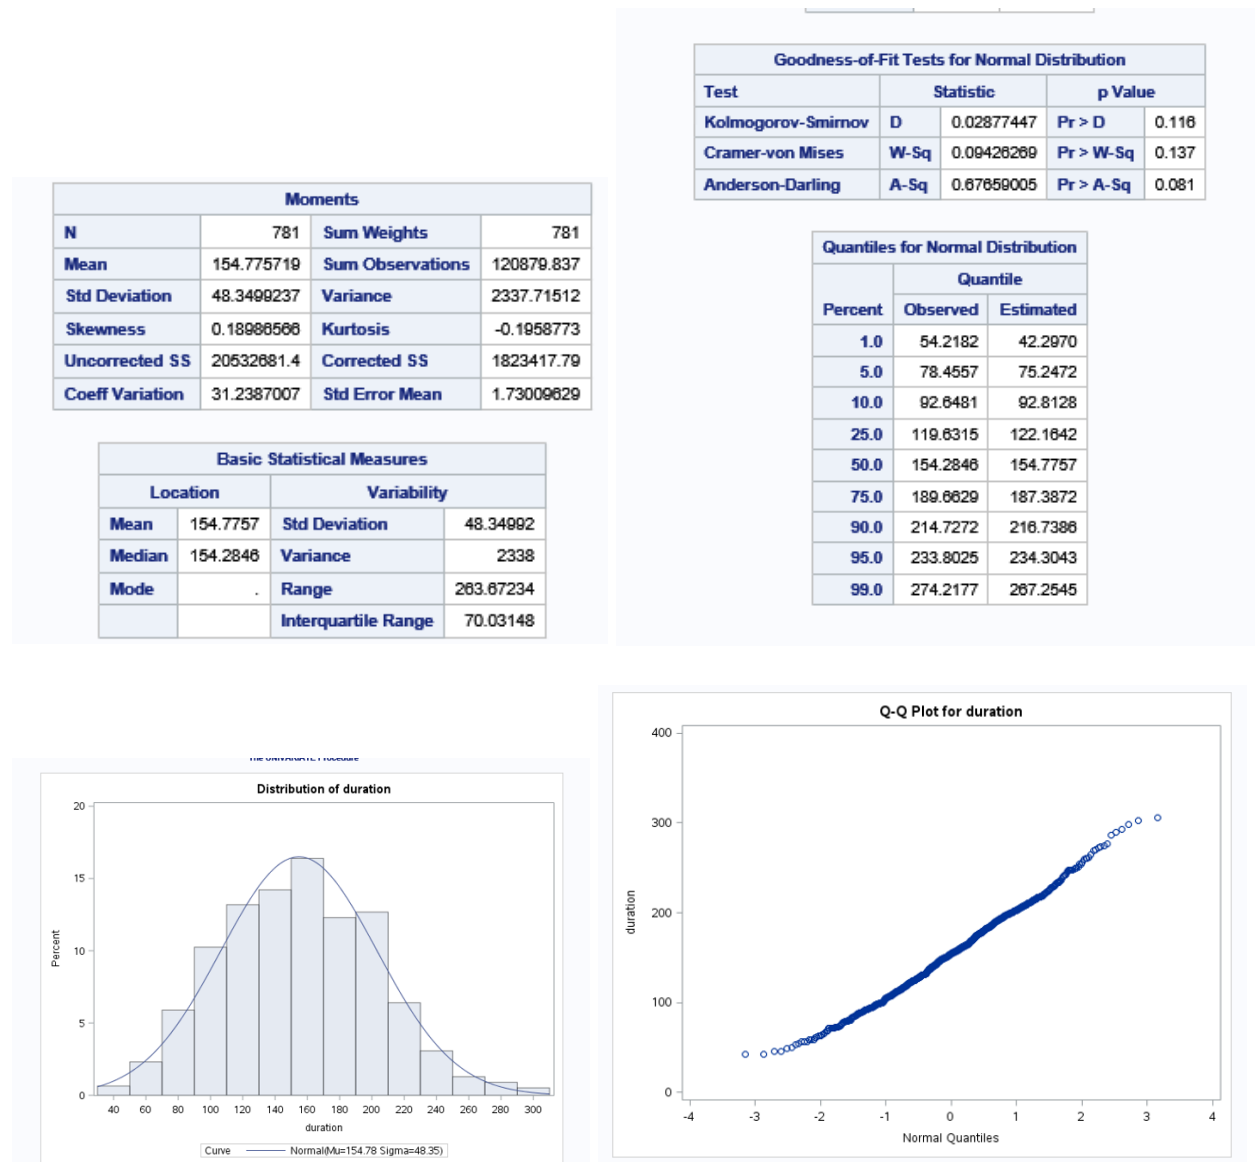 Moments
N 781 Sum Weights 781
Mean 154.775719 Sum Observations 120879.837
Std Deviation 48.3499237 Variance 2337.71512
Skewness 0.18986566 Kurtosis -0.1958773
Uncorrected SS 20532681.4 Corrected SS 1823417.79
Coeff Variation 31.2387007 Std Error Mean 1.73009629
Basic Statistical Measures
Location Variability
Mean 154.7757 Std Deviation 48.34992
Median 154.2846 Variance 2338
Mode . Range 263.67234
Interquartile Range 70.03148
Goodness-of-Fit Tests for Normal Distribution
Test Statistic p Value
Kolmogorov-Smirnov D 0.02877447 Pr > D 0.116
Cramer-von Mises W-Sq 0.09426269 Pr > W-Sq 0.137
Anderson-Darling A-Sq 0.67659005 Pr > A-Sq 0.081
Quantiles for Normal Distribution
Quantile
Percent Observed Estimated
1.0 54.2182 42.2970
5.0 78.4557 75.2472
10.0 92.6481 92.8128
25.0 119.6315 122.1642
50.0 154.2846 154.7757
75.0 189.6629 187.3872
90.0 214.7272 216.7386
95.0 233.8025 234.3043
99.0 274.2177 267.2545
The UNIVARIATE Procedure
Distribution of duration
20
15
10
5
0
Percent
40 60 80 100 120 140 160 180 200 220 240 260 280 300
duration
Curve Normal(Mu=154.78 Sigma=48.35)
Q-Q Plot for duration
400
300
200
100
0
duration
-4 -3 -2 -1 0 1 2 3 4
Normal Quantiles